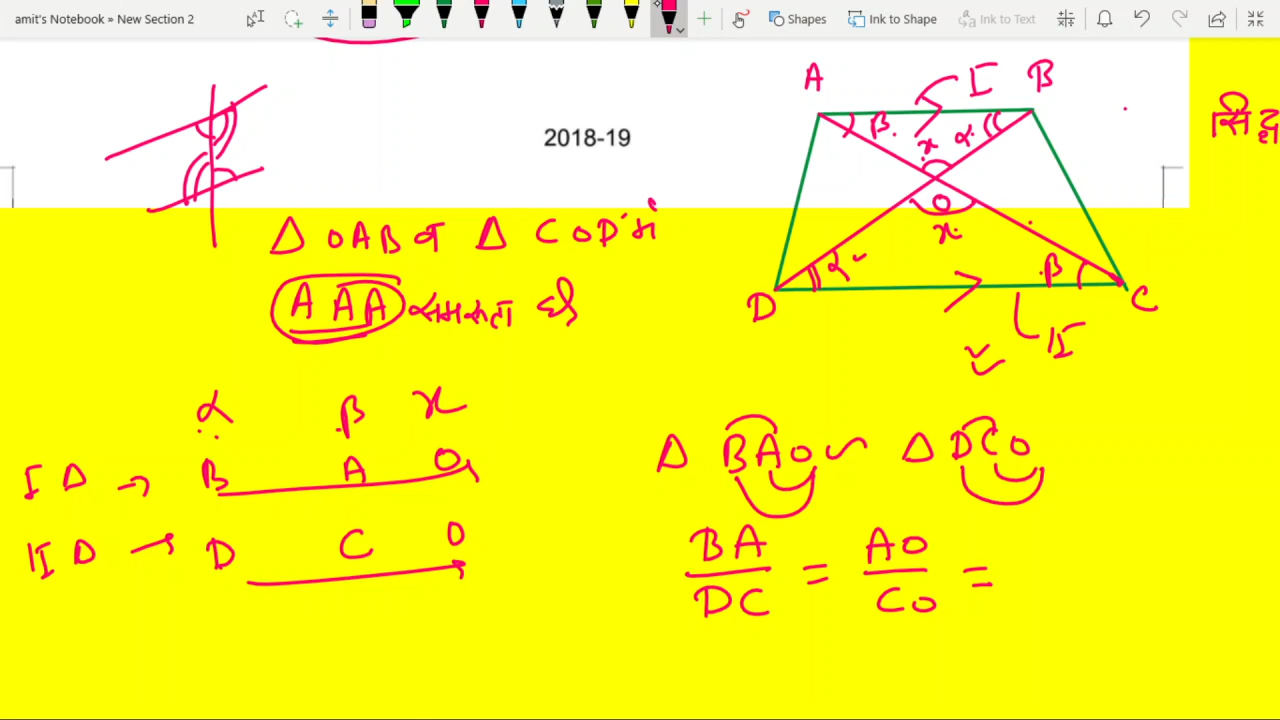 amit's Notebook » New Section 2
Shapes
Ink to Shape
Ink to Text
2018-19
A
I
B
β
x
α
O
x
α
β
D
C
II
Δ OAB व Δ COD में
AAA समरूपता से
α β x
I Δ → B A O
II Δ → D C O
Δ BAO ~ Δ DCO
BA/DC = AO/CO =